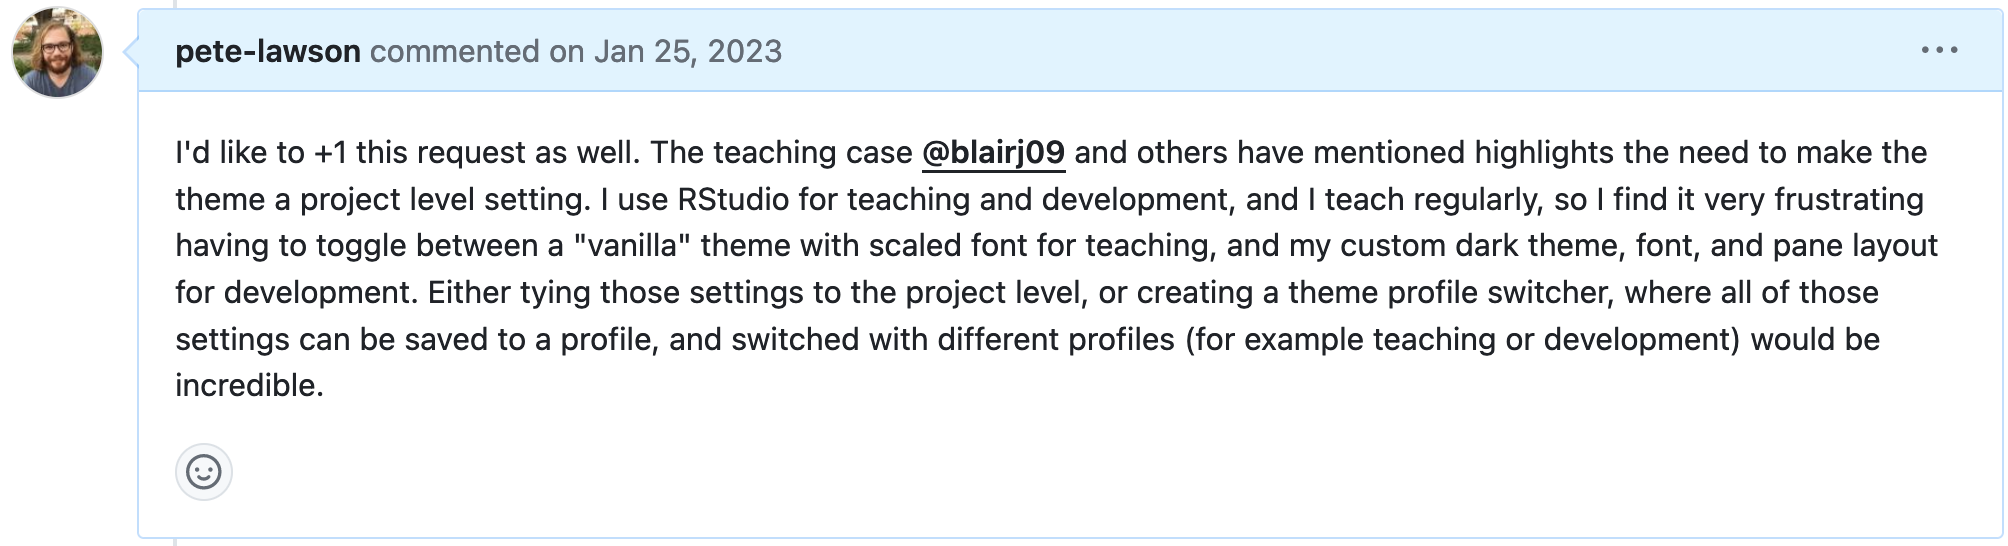 pete-lawson commented on Jan 25, 2023
I'd like to +1 this request as well. The teaching case @blairj09 and others have mentioned highlights the need to make the
theme a project level setting. I use RStudio for teaching and development, and I teach regularly, so I find it very frustrating
having to toggle between a "vanilla" theme with scaled font for teaching, and my custom dark theme, font, and pane layout
for development. Either tying those settings to the project level, or creating a theme profile switcher, where all of those
settings can be saved to a profile, and switched with different profiles (for example teaching or development) would be
incredible.